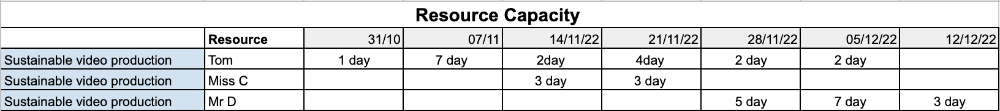 Resource Capacity
Resource 31/10 07/11 14/11/22 21/11/22 28/11/22 05/12/22 12/12/22
Sustainable video production Tom 1 day 7 day 2day 4day 2 day 2 day
Sustainable video production Miss C 3 day 3 day
Sustainable video production Mr D 5 day 7 day 3 day